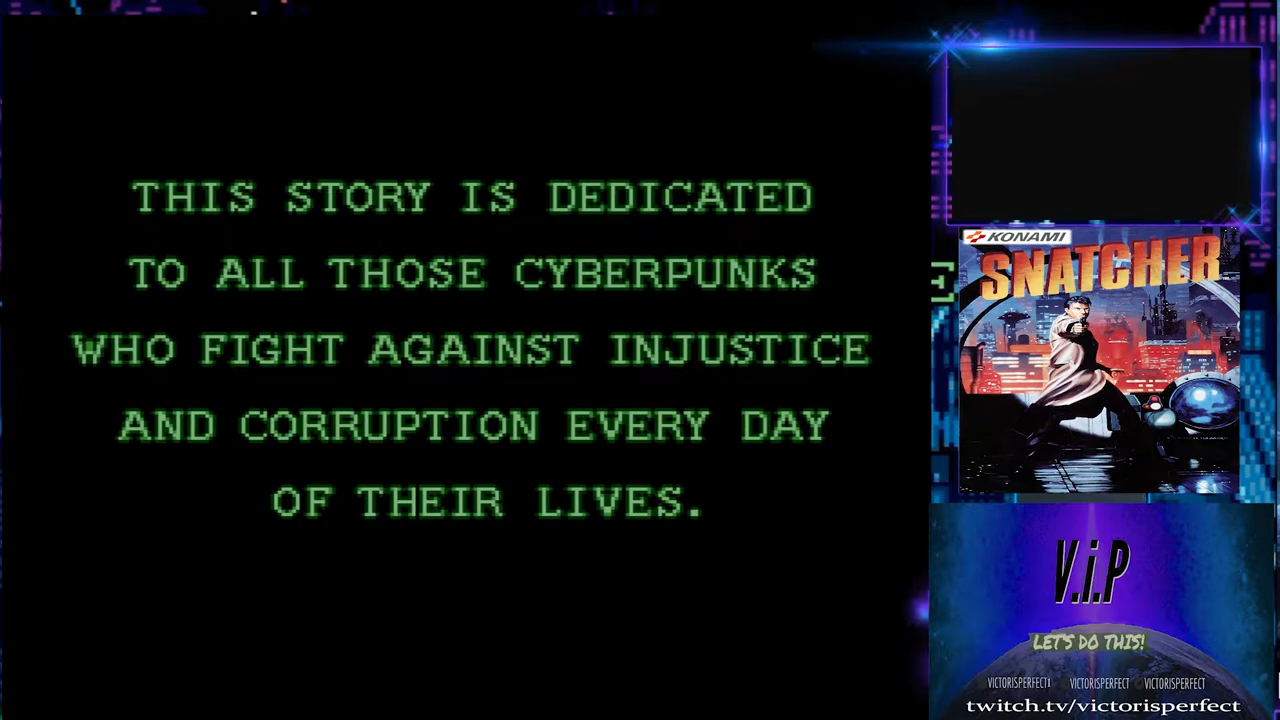 THIS STORY IS DEDICATED
TO ALL THOSE CYBERPUNKS
WHO FIGHT AGAINST INJUSTICE
AND CORRUPTION EVERY DAY
OF THEIR LIVES.
KONAMI
SNATCHER
V.i.P
LET'S DO THIS!
VICTORISPERFECT1 VICTORISPERFECT VICTORISPERFECT
twitch.tv/victorisperfect